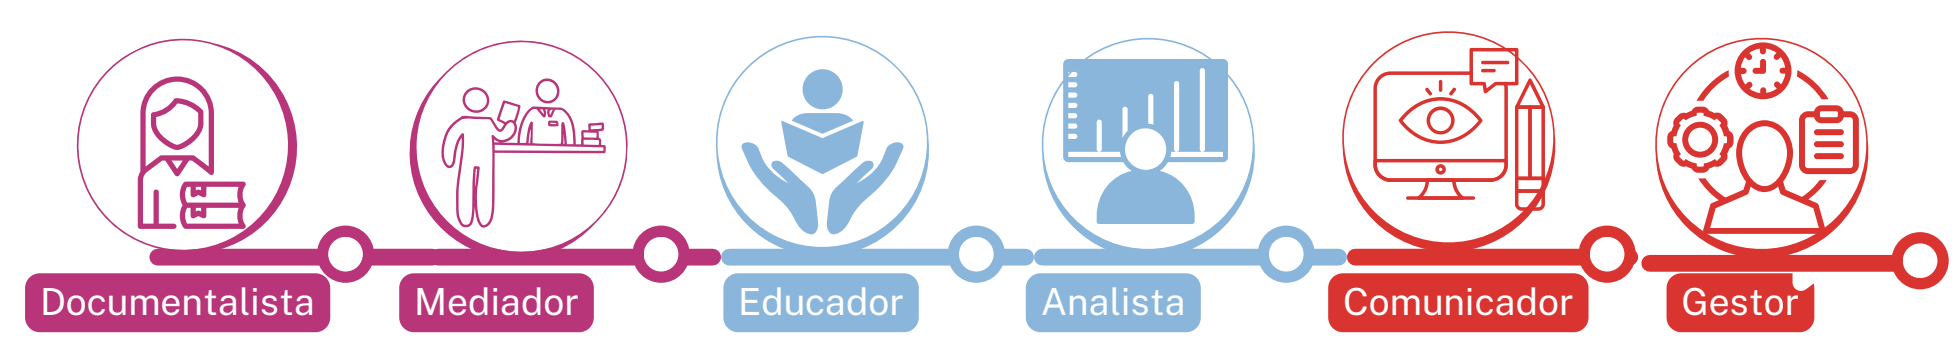 Documentalista
Mediador
Educador
Analista
Comunicador
Gestor